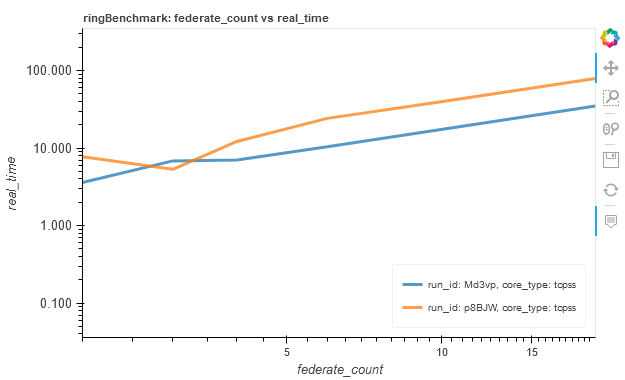 ringBenchmark: federate_count vs real_time
100.000
10.000
1.000
0.100
real_time
run_id: Md3vp, core_type: tcpss
run_id: p8BJW, core_type: tcpss
5
10
15
federate_count